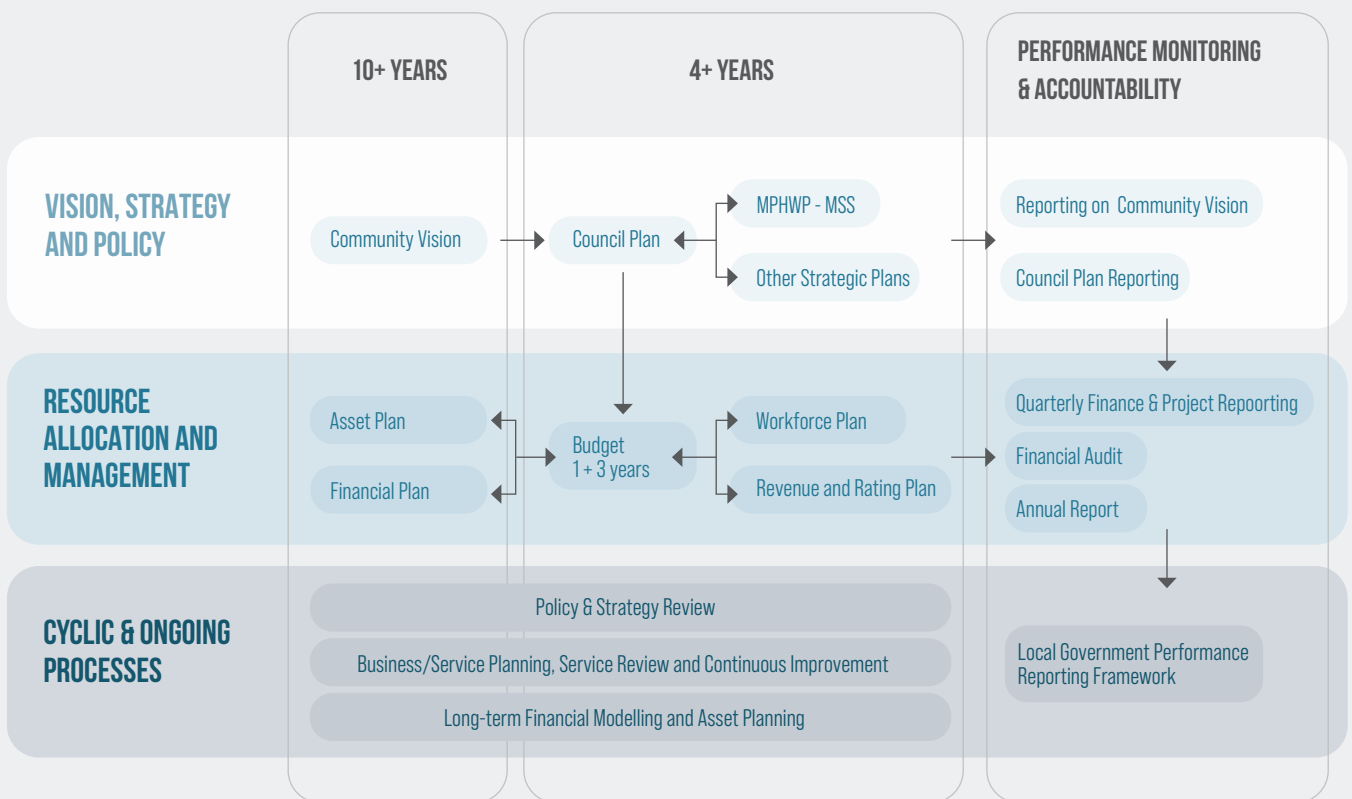 10+ YEARS
4+ YEARS
PERFORMANCE MONITORING
& ACCOUNTABILITY
VISION, STRATEGY
AND POLICY
Community Vision
Council Plan
MPHWP - MSS
Other Strategic Plans
Reporting on Community Vision
Council Plan Reporting
RESOURCE
ALLOCATION AND
MANAGEMENT
Asset Plan
Financial Plan
Budget
1 + 3 years
Workforce Plan
Revenue and Rating Plan
Quarterly Finance & Project Repoorting
Financial Audit
Annual Report
CYCLIC & ONGOING
PROCESSES
Policy & Strategy Review
Business/Service Planning, Service Review and Continuous Improvement
Long-term Financial Modelling and Asset Planning
Local Government Performance
Reporting Framework